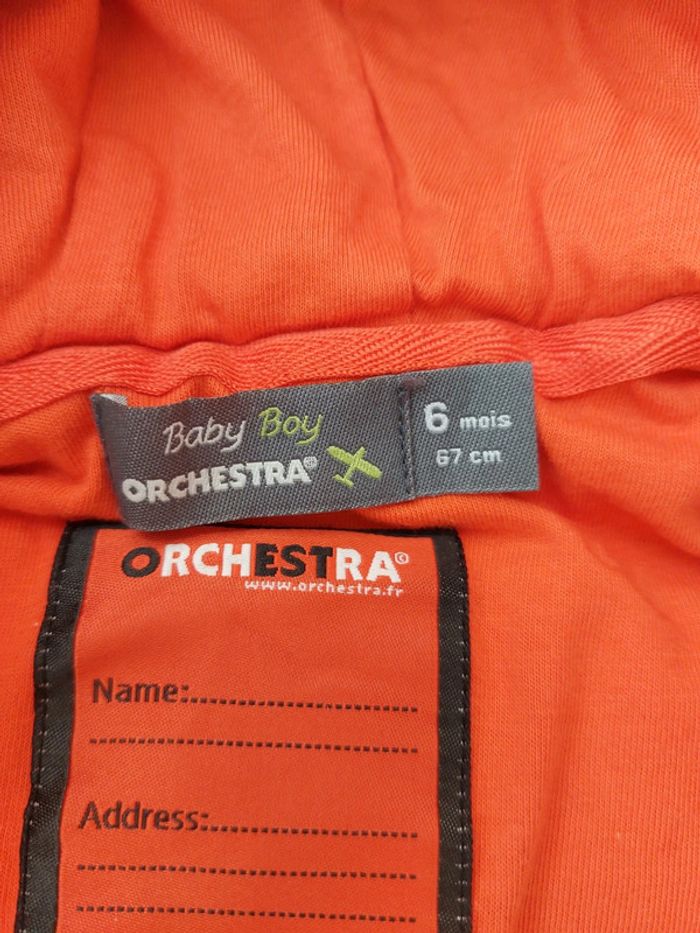 Baby Boy
ORCHESTRA®
6 mois
67 cm
ORCHESTRA©
www.orchestra.fr
Name:
Address: